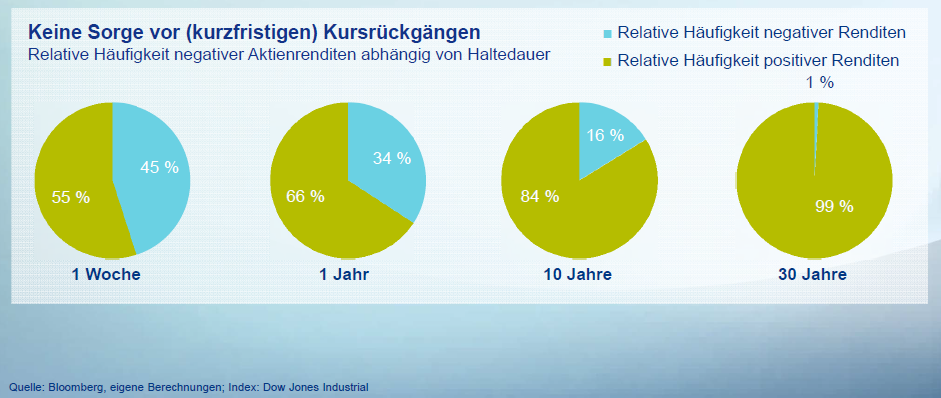 Keine Sorge vor (kurzfristigen) Kursrückgängen
Relative Häufigkeit negativer Aktienrenditen abhängig von Haltedauer
Relative Häufigkeit negativer Renditen
Relative Häufigkeit positiver Renditen
45 %
55 %
1 Woche
34 %
66 %
1 Jahr
16 %
84 %
10 Jahre
1 %
99 %
30 Jahre
Quelle: Bloomberg, eigene Berechnungen; Index: Dow Jones Industrial